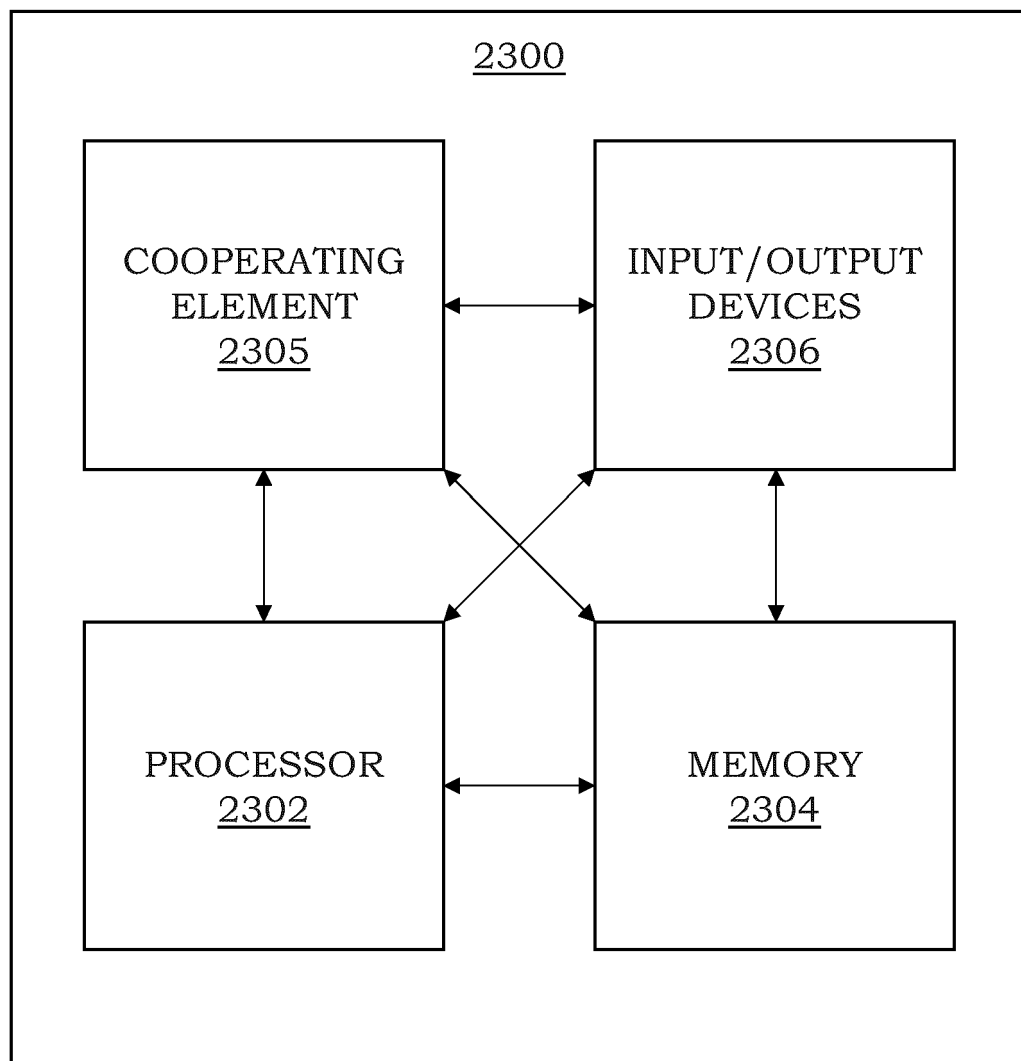 2300
COOPERATING
ELEMENT
2305
INPUT/OUTPUT
DEVICES
2306
PROCESSOR
2302
MEMORY
2304